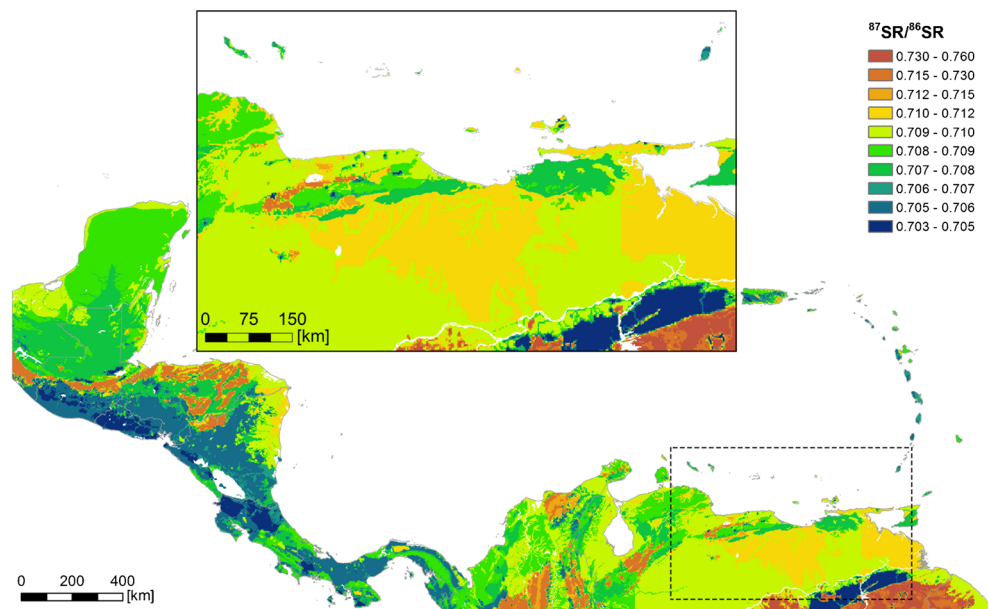 ⁸⁷SR/⁸⁶SR
0.730 - 0.760
0.715 - 0.730
0.712 - 0.715
0.710 - 0.712
0.709 - 0.710
0.708 - 0.709
0.707 - 0.708
0.706 - 0.707
0.705 - 0.706
0.703 - 0.705
0 75 150
[km]
0 200 400
[km]